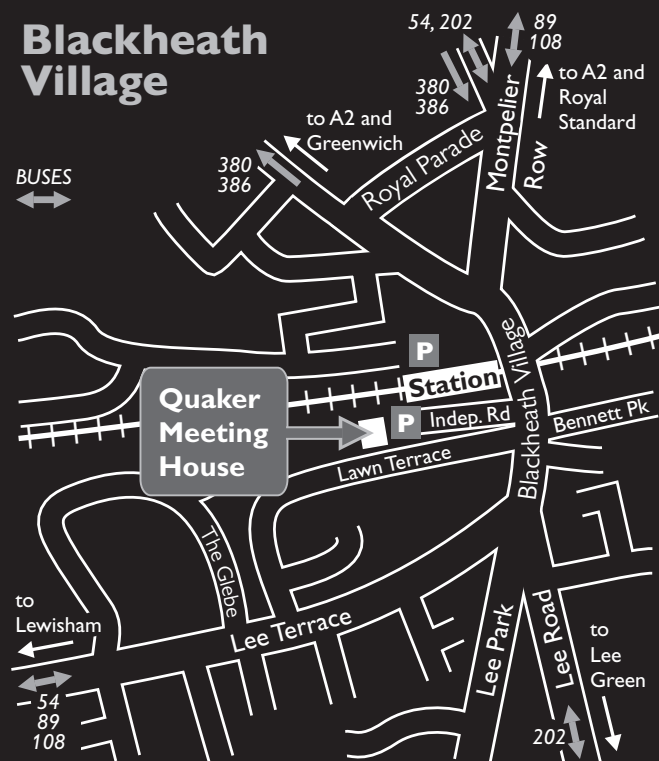 Blackheath
Village
54, 202
89
108
380
386
to A2 and
Royal
Standard
to A2 and
Greenwich
Royal Parade
Montpelier
Row
380
386
BUSES
P
Station
Blackheath Village
Quaker
Meeting
House
P
Indep. Rd
Bennett Pk
Lawn Terrace
The Glebe
to
Lewisham
Lee Terrace
Lee Park
Lee Road
to
Lee
Green
54
89
108
202